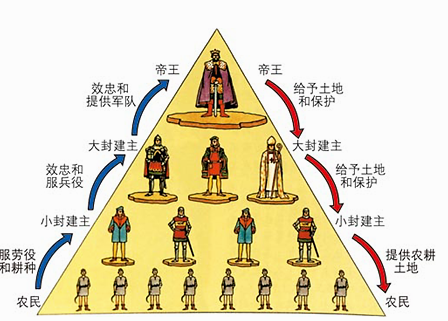 帝王
帝王
效忠和
提供军队
给予土地
和保护
大封建主
大封建主
效忠和
服兵役
给予土地
和保护
小封建主
小封建主
服劳役
和耕种
提供农耕
土地
农民
农民